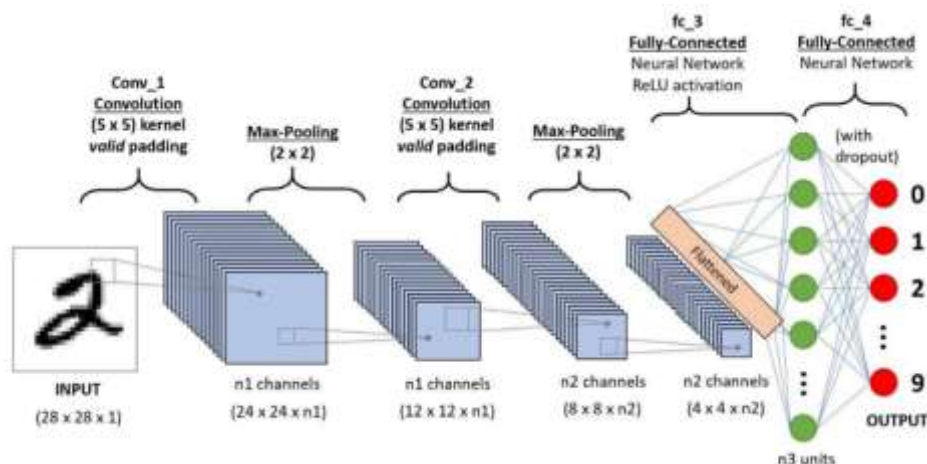 fc_3
Fully-Connected
Neural Network
ReLU activation
fc_4
Fully-Connected
Neural Network
Conv_1
Convolution
(5 x 5) kernel
valid padding
Max-Pooling
(2 x 2)
Conv_2
Convolution
(5 x 5) kernel
valid padding
Max-Pooling
(2 x 2)
(with
dropout)
Flattened
0
1
2
9
INPUT
(28 x 28 x 1)
n1 channels
(24 x 24 x n1)
n1 channels
(12 x 12 x n1)
n2 channels
(8 x 8 x n2)
n2 channels
(4 x 4 x n2)
OUTPUT
n3 units
2